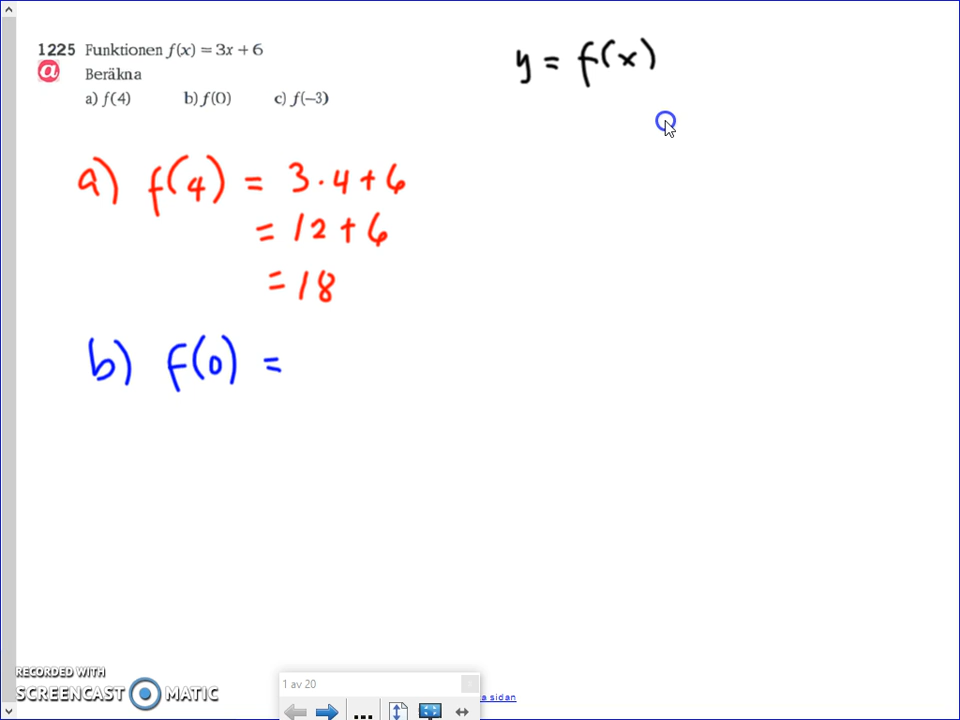 1225 Funktionen f(x) = 3x + 6
@ Beräkna
a) f(4) b) f(0) c) f(−3)
y = f(x)
a) f(4) = 3·4+6
= 12 + 6
= 18
b) f(0) =
RECORDED WITH
SCREENCAST MATIC
1 av 20
a sidan